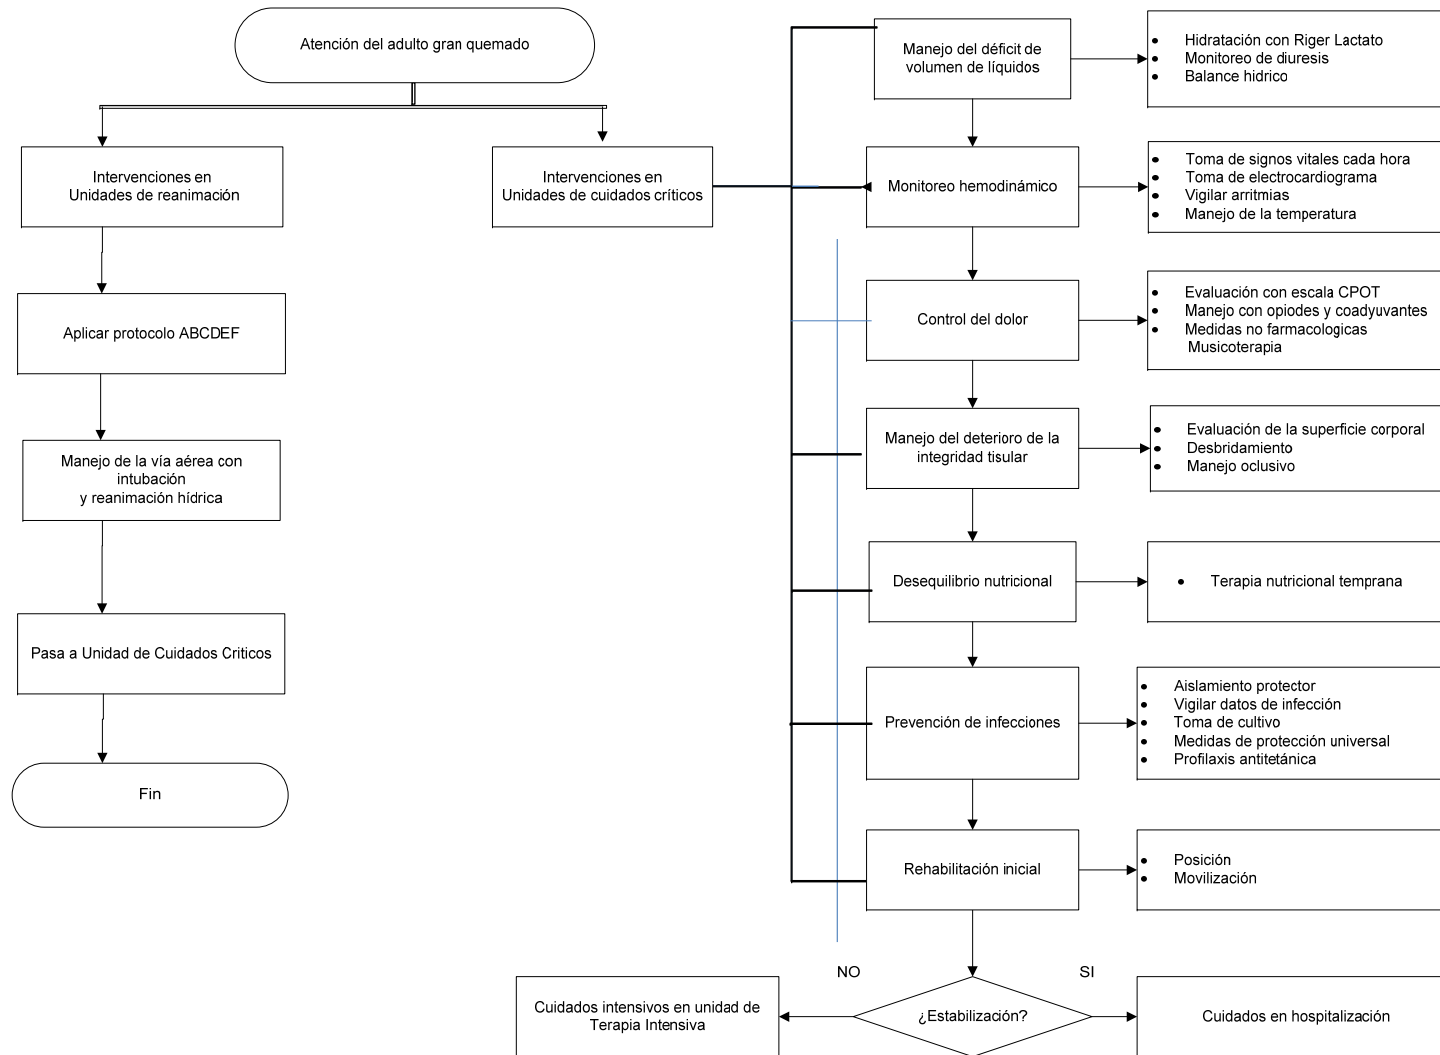 Atención del adulto gran quemado
Intervenciones en
Unidades de reanimación
Aplicar protocolo ABCDEF
Manejo de la vía aérea con
intubación
y reanimación hídrica
Pasa a Unidad de Cuidados Criticos
Fin
Intervenciones en
Unidades de cuidados críticos
Manejo del déficit de
volumen de líquidos
• Hidratación con Riger Lactato
• Monitoreo de diuresis
• Balance hidrico
Monitoreo hemodinámico
• Toma de signos vitales cada hora
• Toma de electrocardiograma
• Vigilar arritmias
• Manejo de la temperatura
Control del dolor
• Evaluación con escala CPOT
• Manejo con opiodes y coadyuvantes
• Medidas no farmacologicas
Musicoterapia
Manejo del deterioro de la
integridad tisular
• Evaluación de la superficie corporal
• Desbridamiento
• Manejo oclusivo
Desequilibrio nutricional
• Terapia nutricional temprana
Prevención de infecciones
• Aislamiento protector
• Vigilar datos de infección
• Toma de cultivo
• Medidas de protección universal
• Profilaxis antitetánica
Rehabilitación inicial
• Posición
• Movilización
NO
SI
¿Estabilización?
Cuidados intensivos en unidad de
Terapia Intensiva
Cuidados en hospitalización